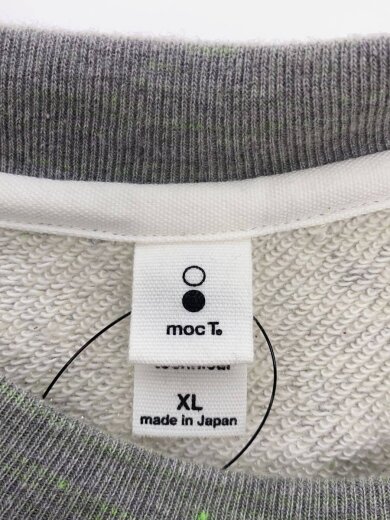 moc T.
XL
made in Japan